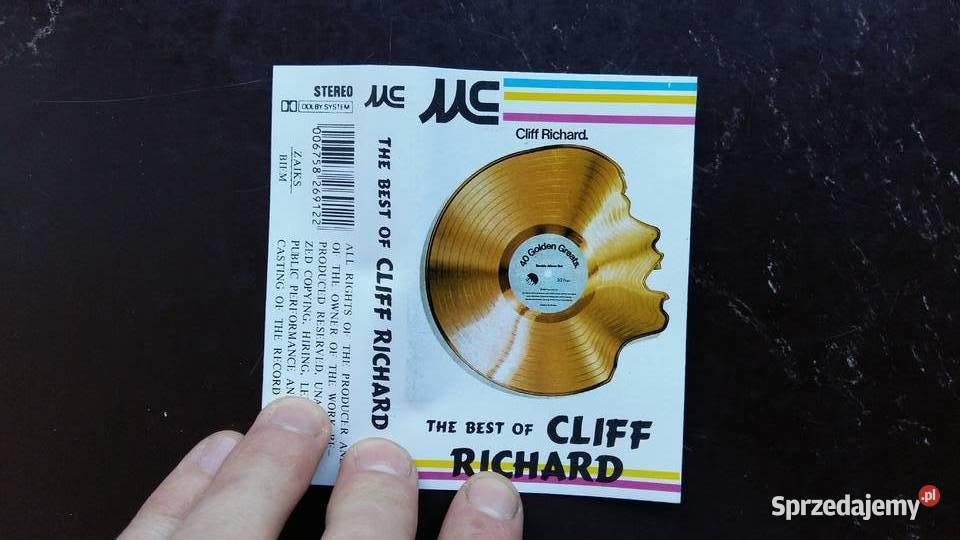 STEREO
DOLBY SYSTEM
006758 269122
ZAIKS
BIEM
ALL RIGHTS OF THE PRODUCER AN
OF THE OWNER OF THE WORK RE-
PRODUCED RESERVED, UNA
ZED COPYING, HIRING, LE
PUBLIC PERFORMANCE AN
CASTING OF THE RECORD
MC
THE BEST OF CLIFF RICHARD
MC
Cliff Richard.
40 Golden Greats.
THE BEST OF CLIFF
RICHARD
Sprzedajemy.pl